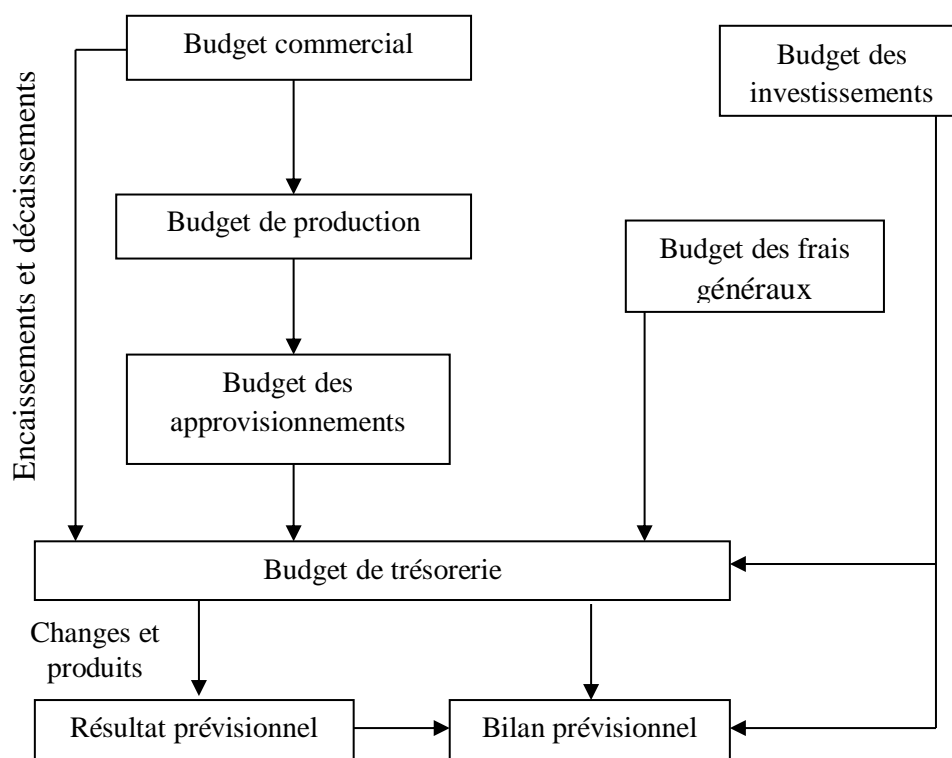 Budget commercial
Budget des
investissements
Encaissements et décaissements
Budget de production
Budget des frais
généraux
Budget des
approvisionnements
Budget de trésorerie
Changes et
produits
Résultat prévisionnel
Bilan prévisionnel